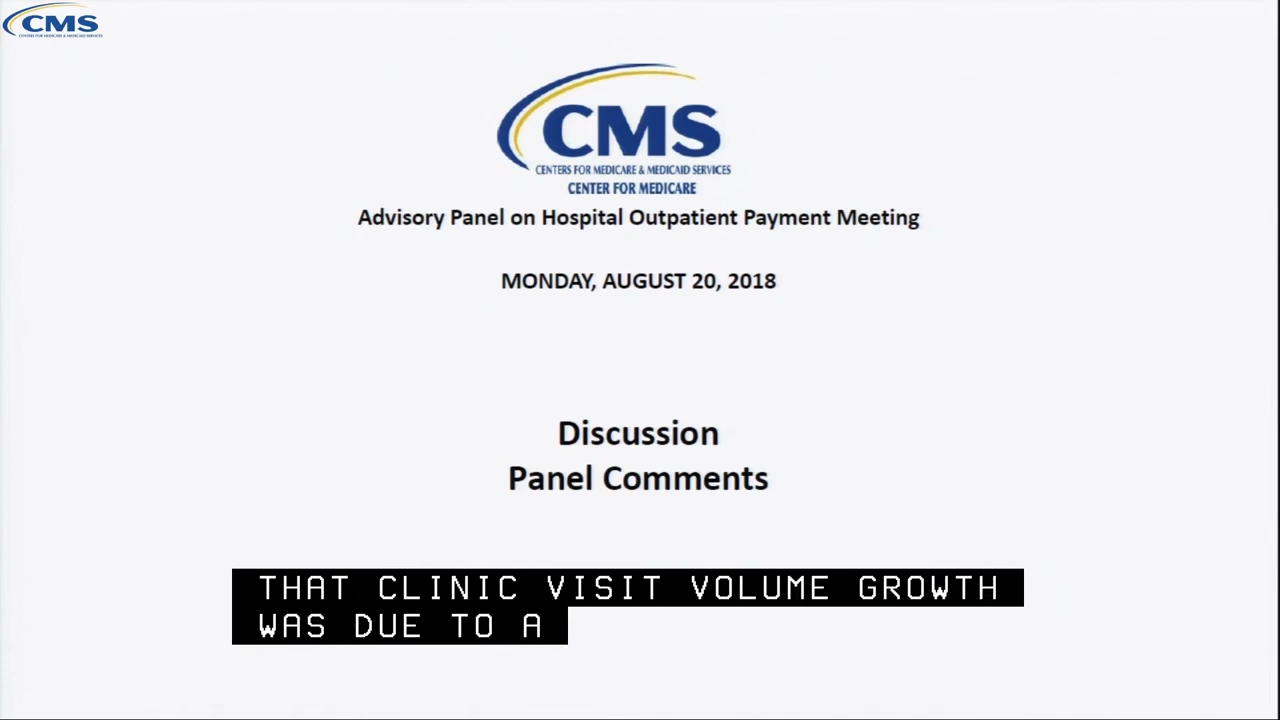 CMS
CENTERS FOR MEDICARE & MEDICAID SERVICES
CMS
CENTERS FOR MEDICARE & MEDICAID SERVICES
CENTER FOR MEDICARE
Advisory Panel on Hospital Outpatient Payment Meeting
MONDAY, AUGUST 20, 2018
Discussion
Panel Comments
THAT CLINIC VISIT VOLUME GROWTH
WAS DUE TO A